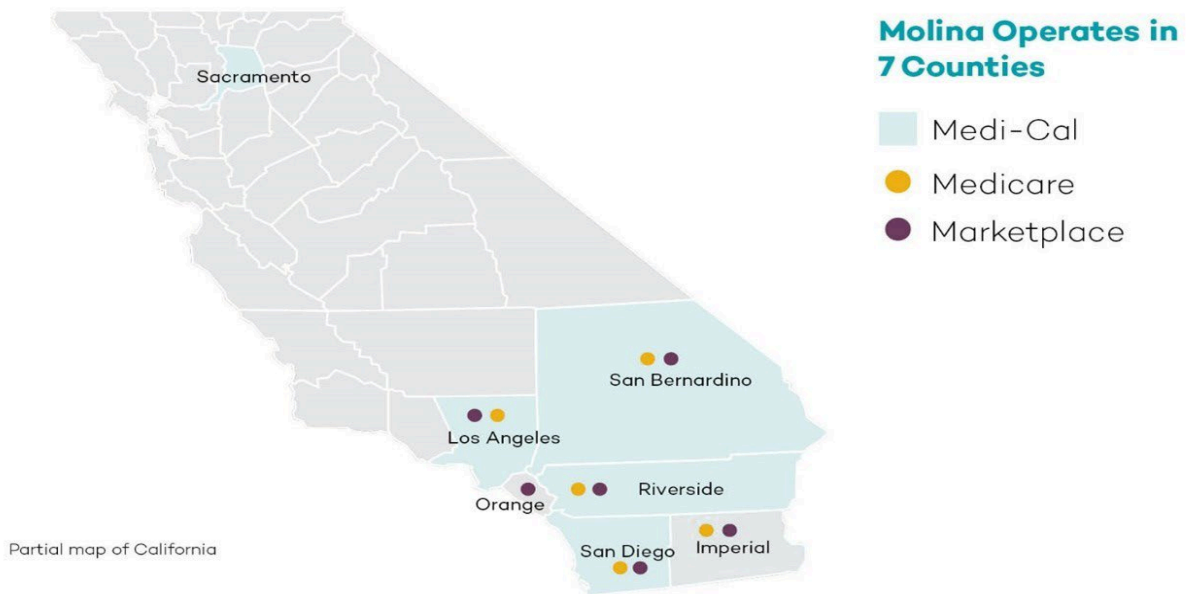 Molina Operates in
7 Counties
Medi-Cal
Medicare
Marketplace
Sacramento
San Bernardino
Los Angeles
Riverside
Orange
San Diego
Imperial
Partial map of California